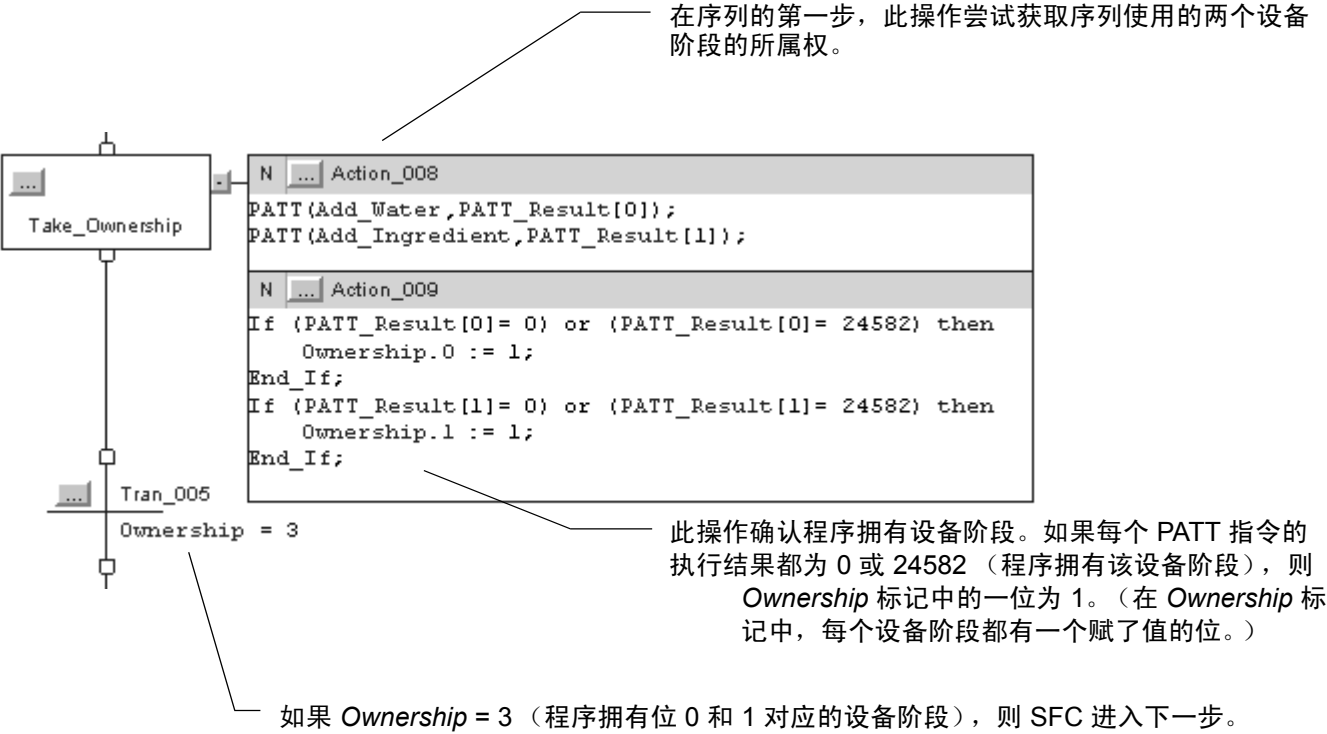 在序列的第一步，此操作尝试获取序列使用的两个设备
阶段的所属权。
...
Take_Ownership
-
N ... Action_008
PATT(Add_Water,PATT_Result[0]);
PATT(Add_Ingredient,PATT_Result[1]);
N ... Action_009
If (PATT_Result[0]= 0) or (PATT_Result[0]= 24582) then
Ownership.0 := 1;
End_If;
If (PATT_Result[1]= 0) or (PATT_Result[1]= 24582) then
Ownership.1 := 1;
End_If;
... Tran_005
Ownership = 3
此操作确认程序拥有设备阶段。如果每个 PATT 指令的
执行结果都为 0 或 24582 （程序拥有该设备阶段），则
Ownership 标记中的一位为 1。（在 Ownership 标
记中，每个设备阶段都有一个赋了值的位。）
如果 Ownership = 3 （程序拥有位 0 和 1 对应的设备阶段），则 SFC 进入下一步。